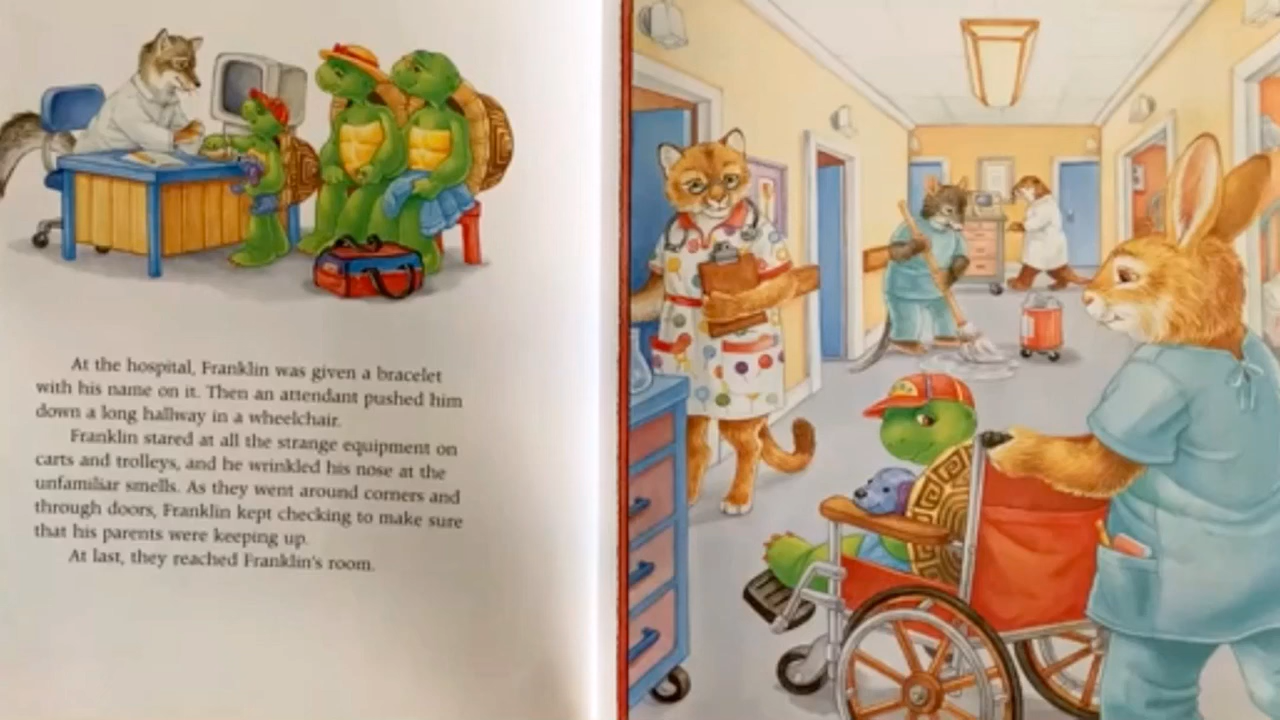 At the hospital, Franklin was given a bracelet
with his name on it. Then an attendant pushed him
down a long hallway in a wheelchair.
Franklin stared at all the strange equipment on
carts and trolleys, and he wrinkled his nose at the
unfamiliar smells. As they went around corners and
through doors, Franklin kept checking to make sure
that his parents were keeping up.
At last, they reached Franklin's room.